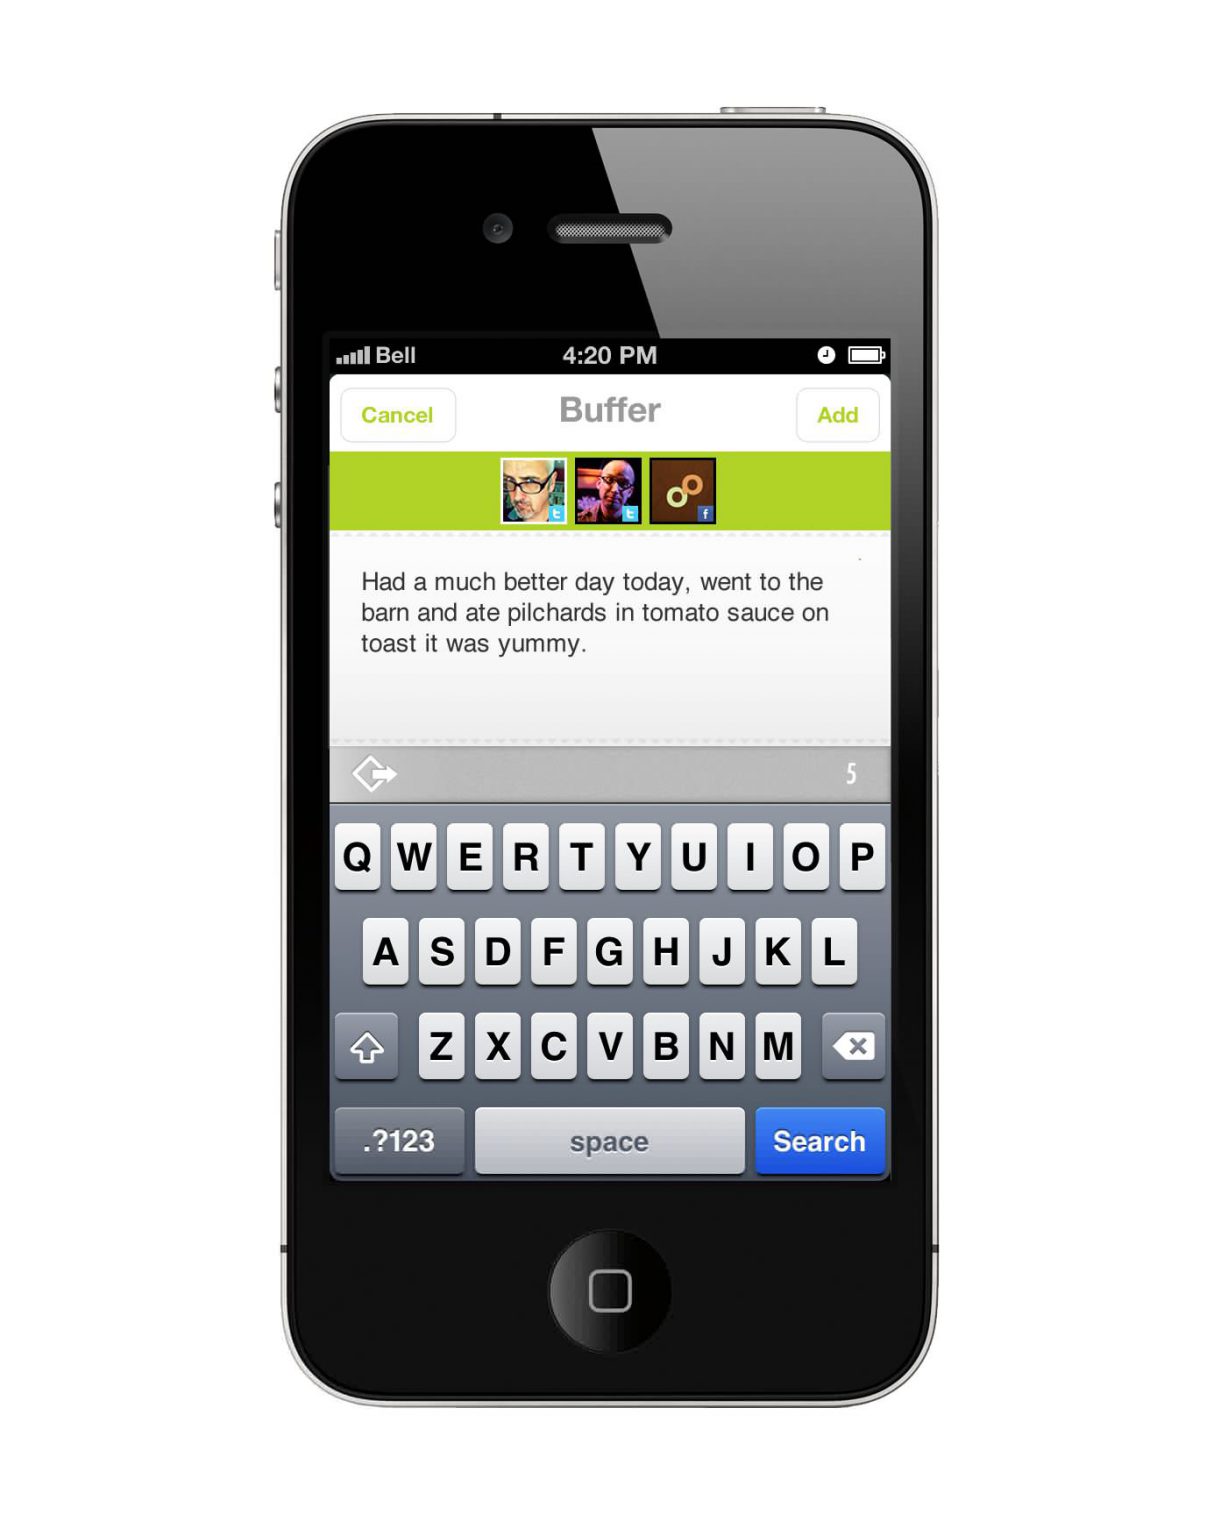 Bell 4:20 PM
Cancel Buffer Add
t t f
Had a much better day today, went to the
barn and ate pilchards in tomato sauce on
toast it was yummy.
5
Q W E R T Y U I O P
A S D F G H J K L
Z X C V B N M
.?123 space Search